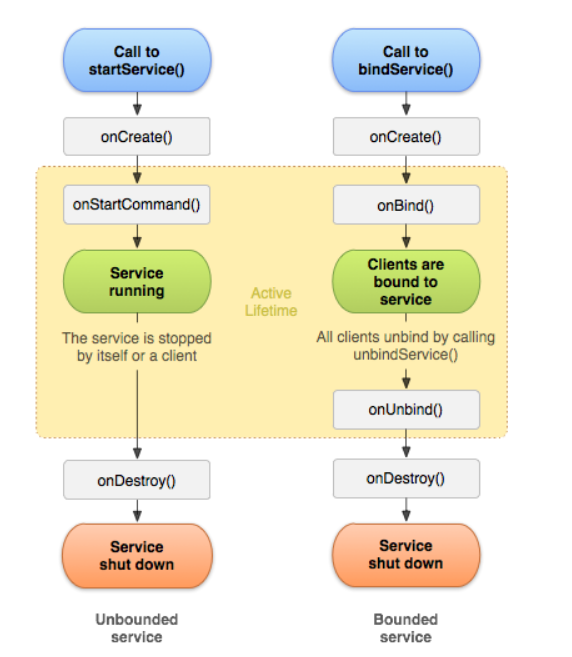 Call to
startService()
onCreate()
onStartCommand()
Service
running
The service is stopped
by itself or a client
onDestroy()
Service
shut down
Unbounded
service
Active
Lifetime
Call to
bindService()
onCreate()
onBind()
Clients are
bound to
service
All clients unbind by calling
unbindService()
onUnbind()
onDestroy()
Service
shut down
Bounded
service